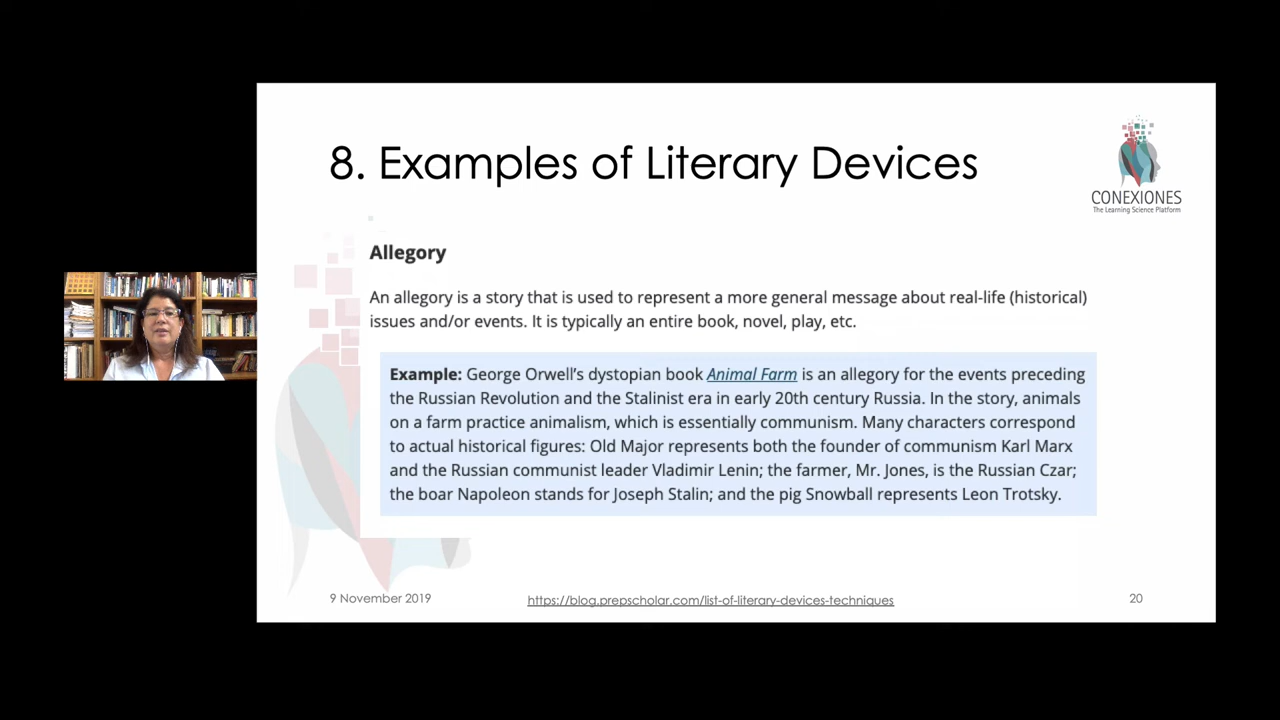 8. Examples of Literary Devices
CONEXIONES
The Learning Science Platform
Allegory
An allegory is a story that is used to represent a more general message about real-life (historical)
issues and/or events. It is typically an entire book, novel, play, etc.
Example: George Orwell's dystopian book Animal Farm is an allegory for the events preceding
the Russian Revolution and the Stalinist era in early 20th century Russia. In the story, animals
on a farm practice animalism, which is essentially communism. Many characters correspond
to actual historical figures: Old Major represents both the founder of communism Karl Marx
and the Russian communist leader Vladimir Lenin; the farmer, Mr. Jones, is the Russian Czar;
the boar Napoleon stands for Joseph Stalin; and the pig Snowball represents Leon Trotsky.
9 November 2019
https://blog.prepscholar.com/list-of-literary-devices-techniques
20